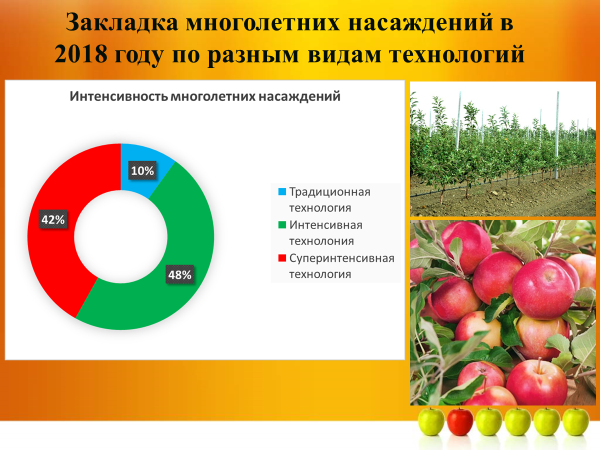 Закладка многолетних насаждений в
2018 году по разным видам технологий
Интенсивность многолетних насаждений
10%
42%
48%
Традиционная
технология
Интенсивная
технолония
Суперинтенсивная
технология